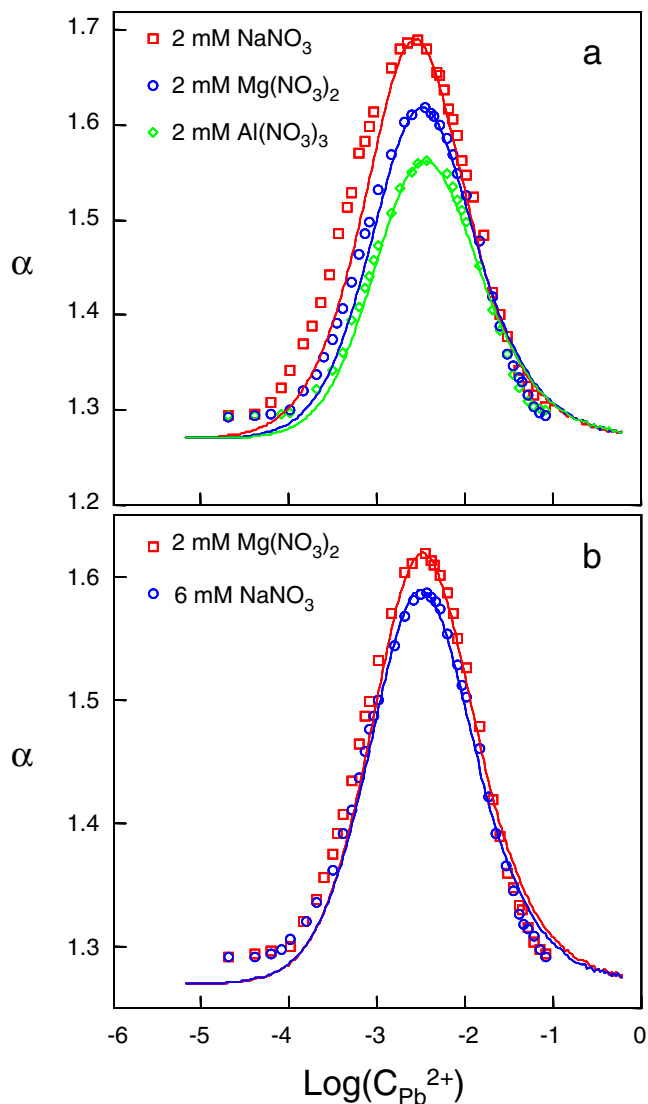 1.7
1.6
1.5
1.4
1.3
1.2
α
a
2 mM NaNO₃
2 mM Mg(NO₃)₂
2 mM Al(NO₃)₃
b
2 mM Mg(NO₃)₂
6 mM NaNO₃
1.6
1.5
1.4
1.3
α
-6 -5 -4 -3 -2 -1 0
Log(C_Pb²⁺)